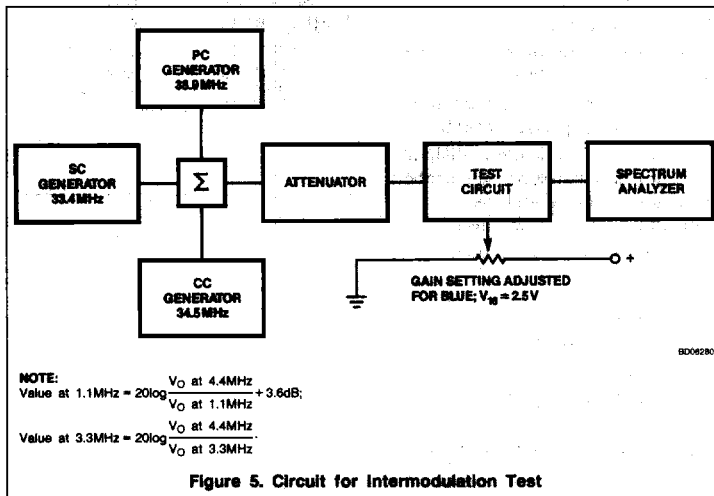 PC
GENERATOR
38.9MHz
SC
GENERATOR
33.4MHz
Σ
ATTENUATOR
TEST
CIRCUIT
SPECTRUM
ANALYZER
CC
GENERATOR
34.5MHz
+
GAIN SETTING ADJUSTED
FOR BLUE; V16 = 2.5V
BD06280
NOTE:
Value at 1.1MHz = 20log VO at 4.4MHz / VO at 1.1MHz + 3.6dB;
Value at 3.3MHz = 20log VO at 4.4MHz / VO at 3.3MHz.
Figure 5. Circuit for Intermodulation Test